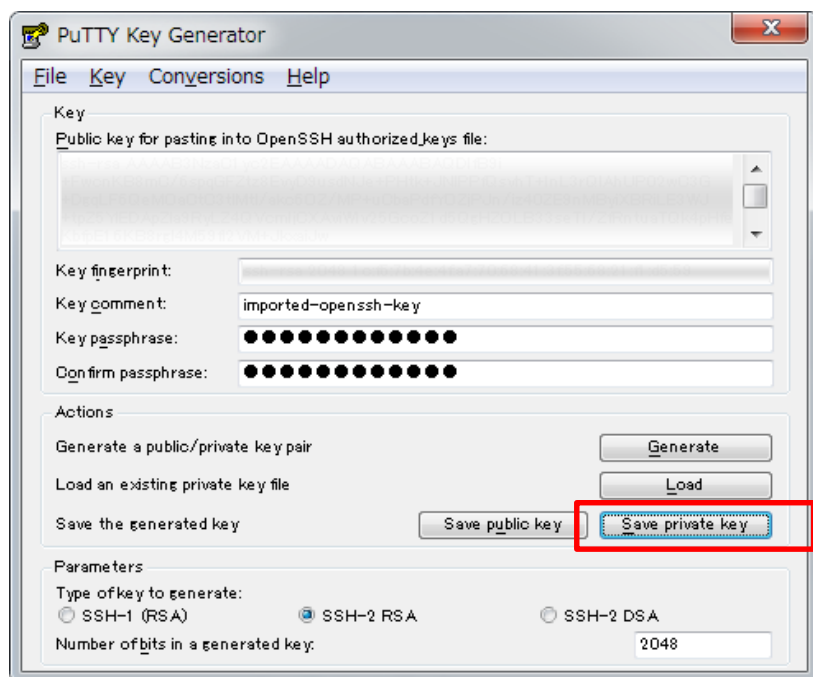 PuTTY Key Generator
File Key Conversions Help
Key
Public key for pasting into OpenSSH authorized_keys file:
Key fingerprint:
Key comment: imported-openssh-key
Key passphrase: ●●●●●●●●●●●●
Confirm passphrase: ●●●●●●●●●●●●
Actions
Generate a public/private key pair Generate
Load an existing private key file Load
Save the generated key Save public key Save private key
Parameters
Type of key to generate:
SSH-1 (RSA) SSH-2 RSA SSH-2 DSA
Number of bits in a generated key: 2048